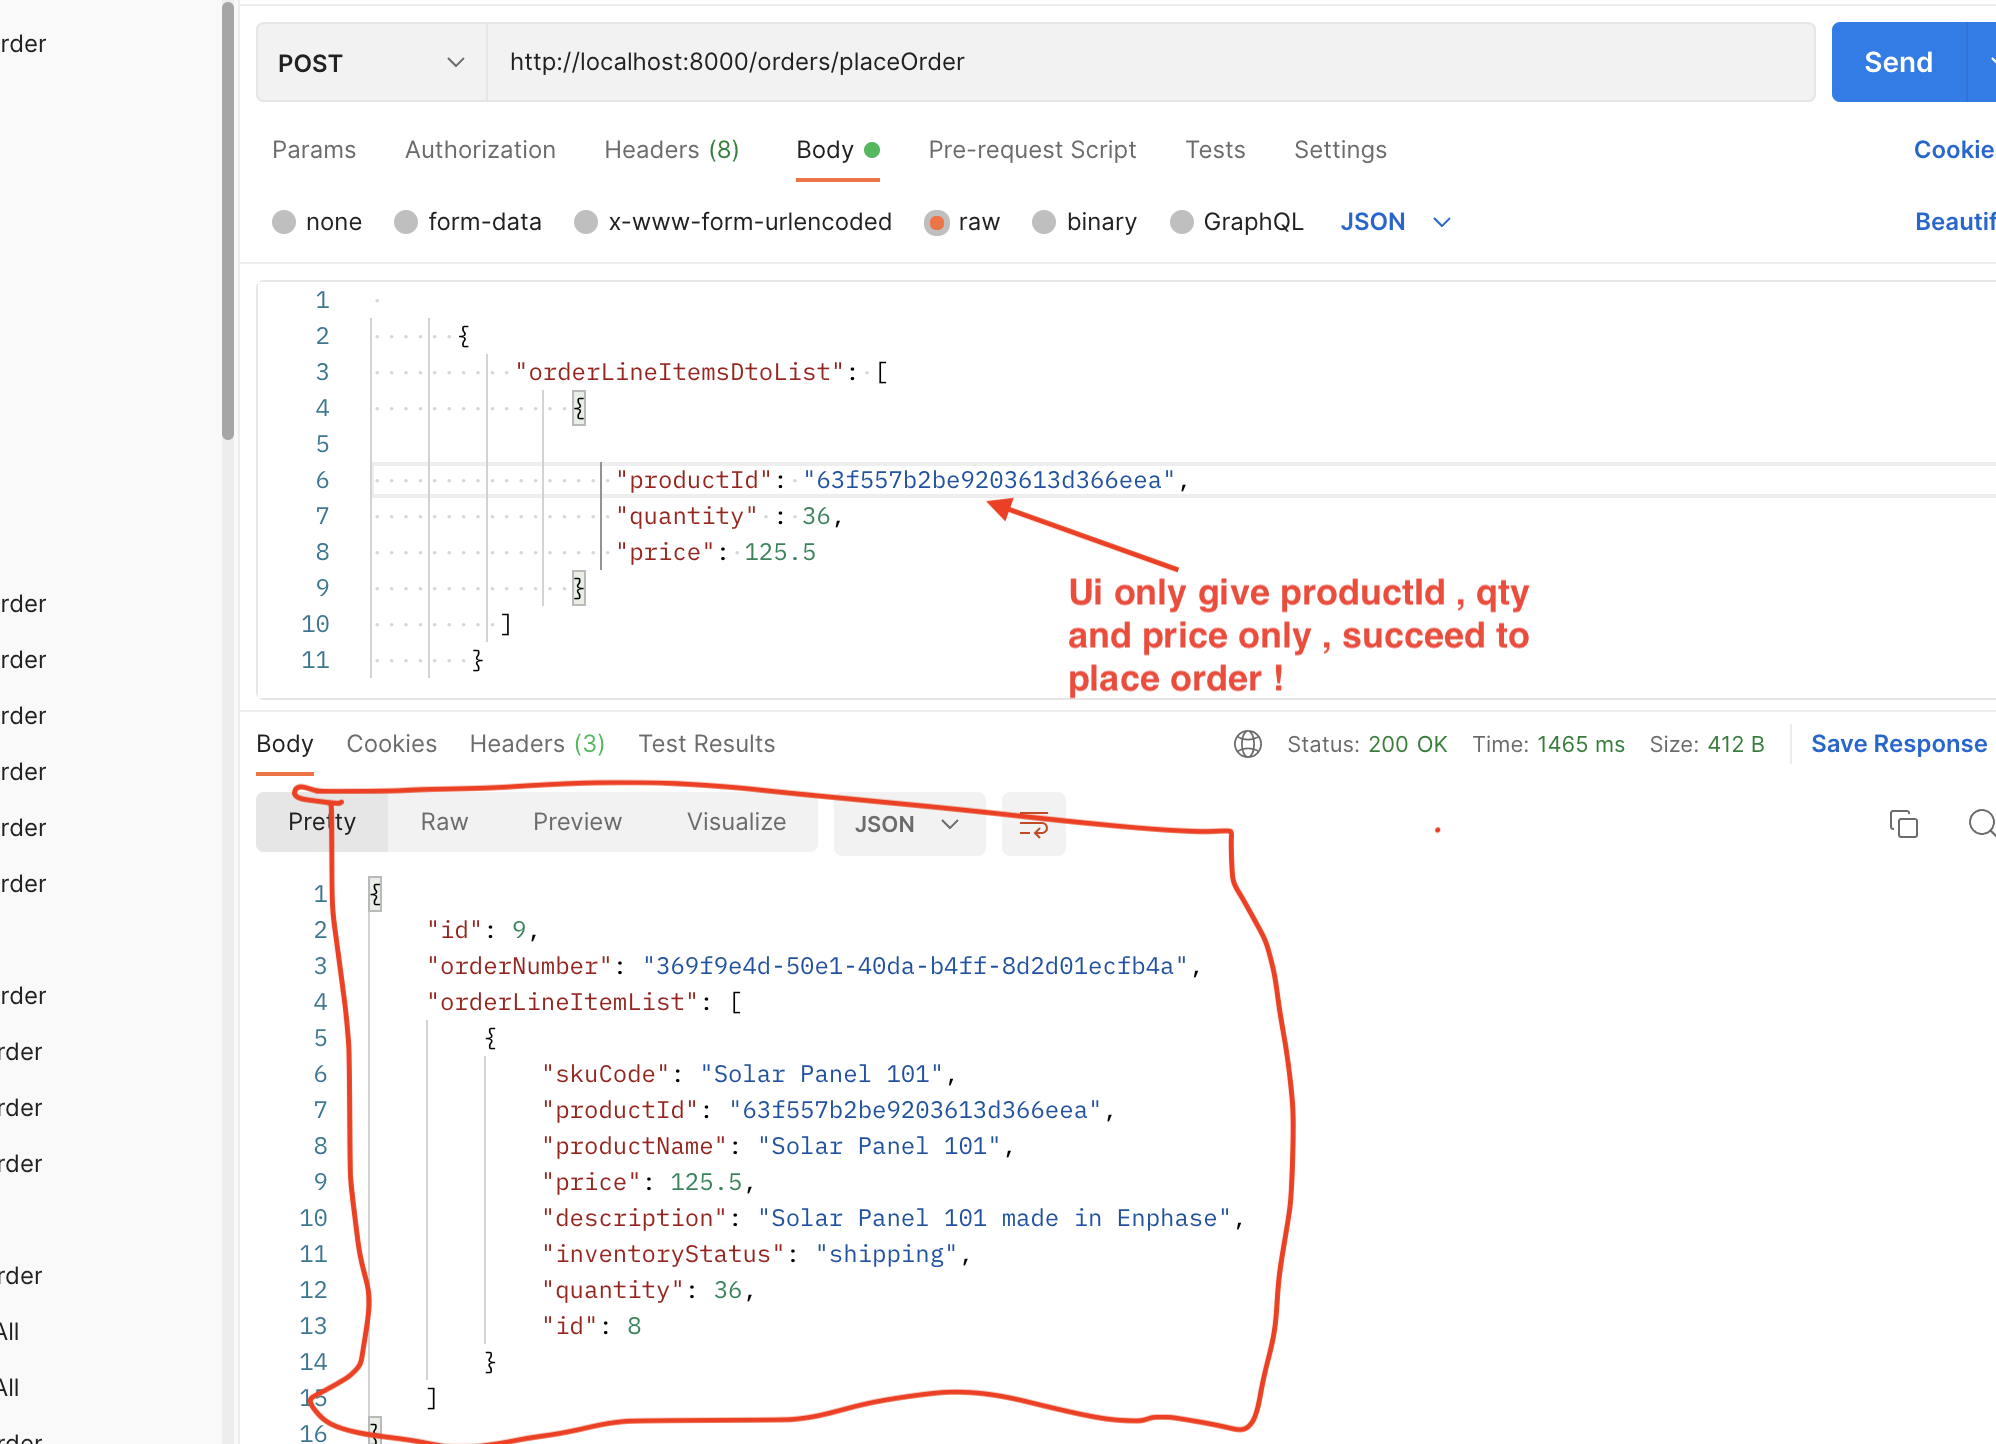 rder
POST http://localhost:8000/orders/placeOrder Send
Params Authorization Headers (8) Body Pre-request Script Tests Settings Cookie
none form-data x-www-form-urlencoded raw binary GraphQL JSON Beautif
1
2 {
3 "orderLineItemsDtoList": [
4 {
5
6 "productId": "63f557b2be9203613d366eea",
7 "quantity" : 36,
8 "price": 125.5
9 }
10 ]
11 }
Ui only give productId , qty
and price only , succeed to
place order !
rder
rder
rder
rder
rder
rder
rder
rder
rder
rder
rder
All
All
rder
Body Cookies Headers (3) Test Results Status: 200 OK Time: 1465 ms Size: 412 B Save Response
Pretty Raw Preview Visualize JSON
1 {
2 "id": 9,
3 "orderNumber": "369f9e4d-50e1-40da-b4ff-8d2d01ecfb4a",
4 "orderLineItemList": [
5 {
6 "skuCode": "Solar Panel 101",
7 "productId": "63f557b2be9203613d366eea",
8 "productName": "Solar Panel 101",
9 "price": 125.5,
10 "description": "Solar Panel 101 made in Enphase",
11 "inventoryStatus": "shipping",
12 "quantity": 36,
13 "id": 8
14 }
15 ]
16 }